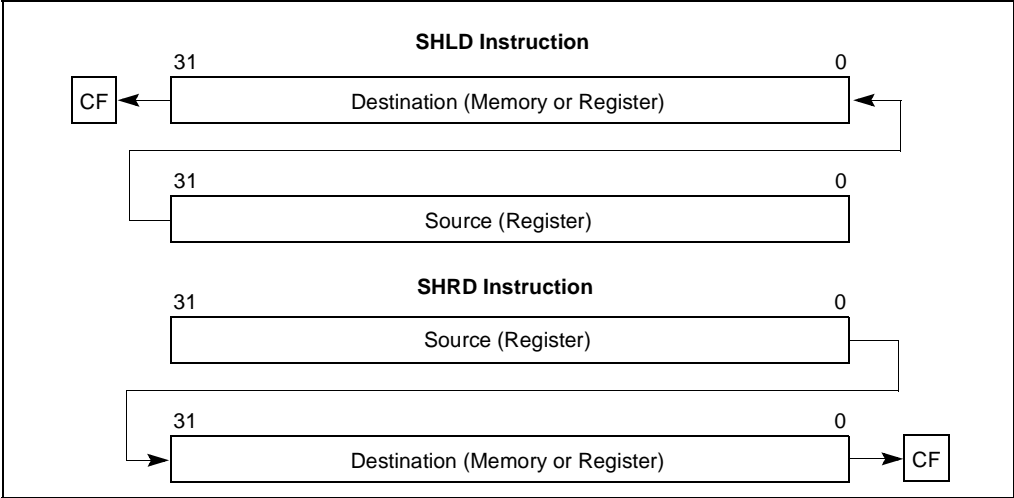 SHLD Instruction
31 0
CF Destination (Memory or Register)
31 0
Source (Register)
SHRD Instruction
31 0
Source (Register)
31 0
Destination (Memory or Register) CF